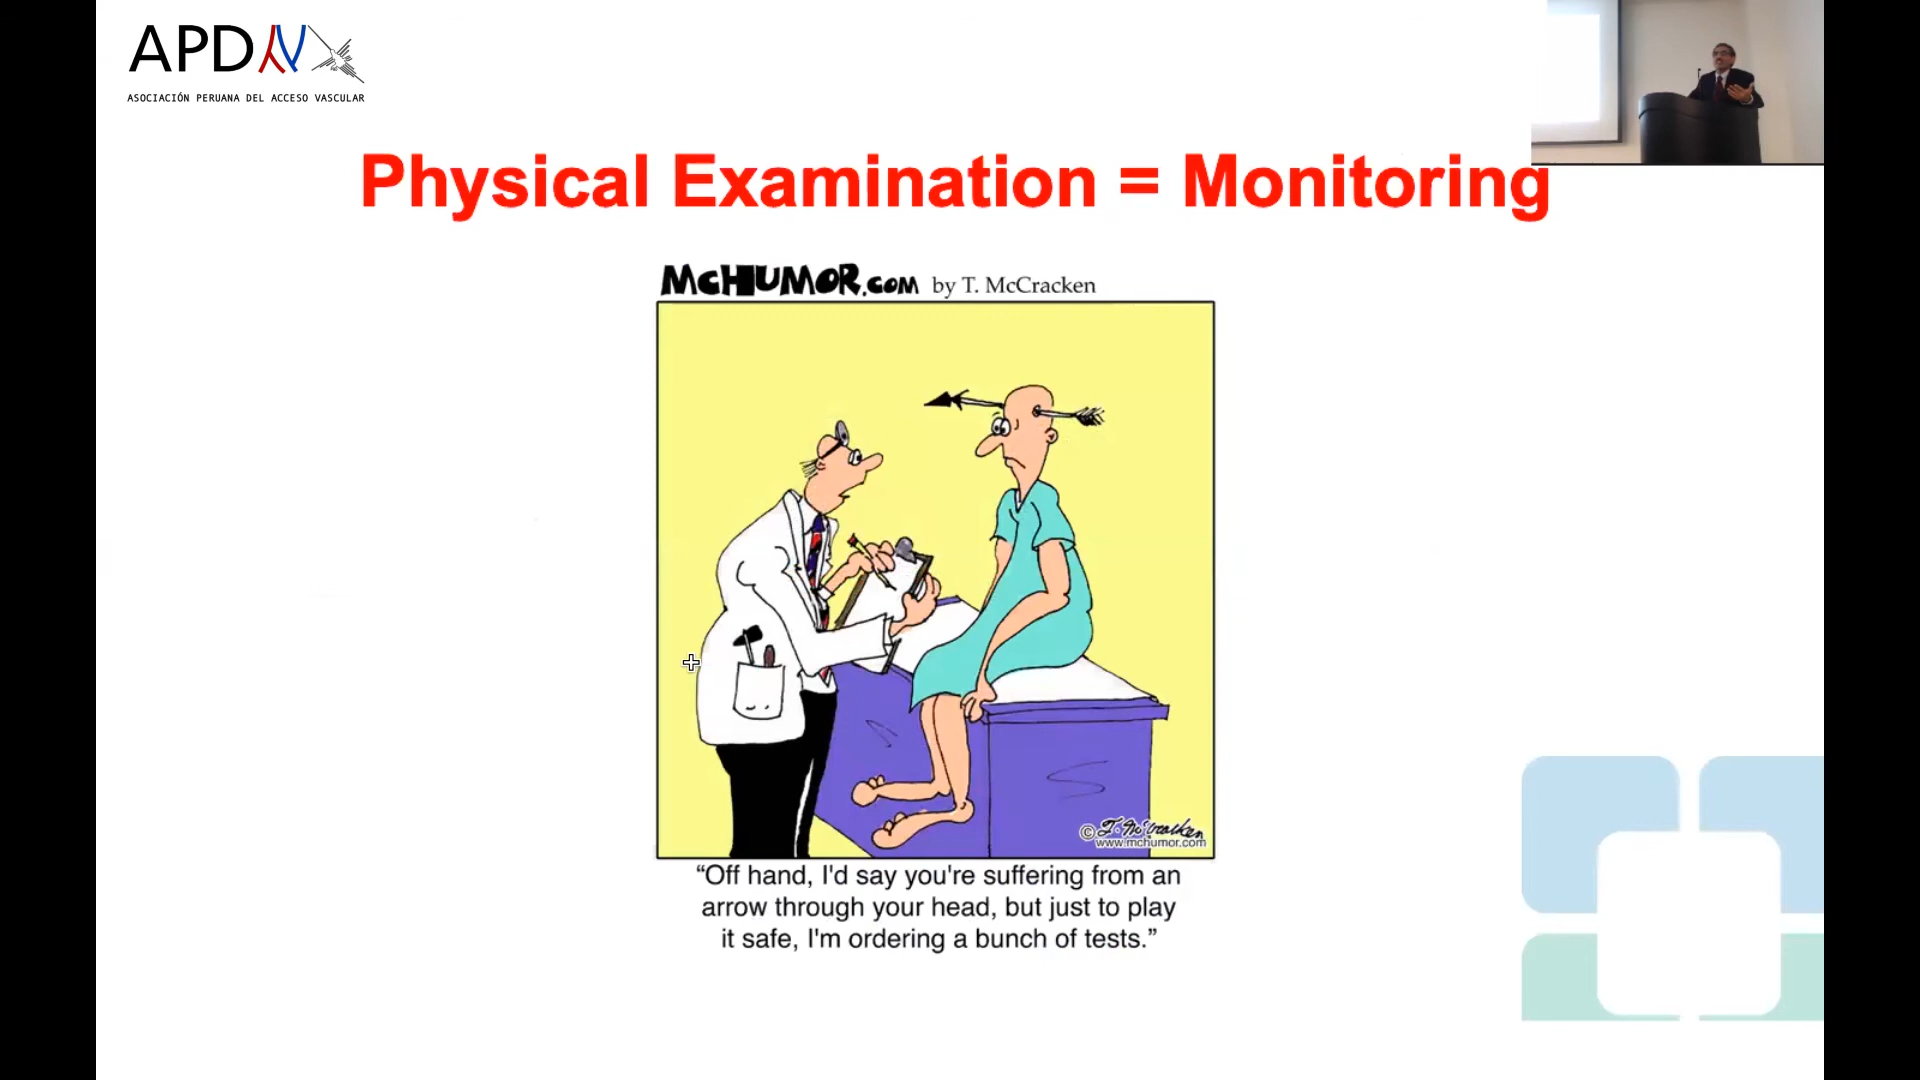 APDAV
ASOCIACIÓN PERUANA DEL ACCESO VASCULAR
Physical Examination = Monitoring
McHUMOR.COM by T. McCracken
© T. McCracken
www.mchumor.com
“Off hand, I'd say you're suffering from an
arrow through your head, but just to play
it safe, I'm ordering a bunch of tests.”